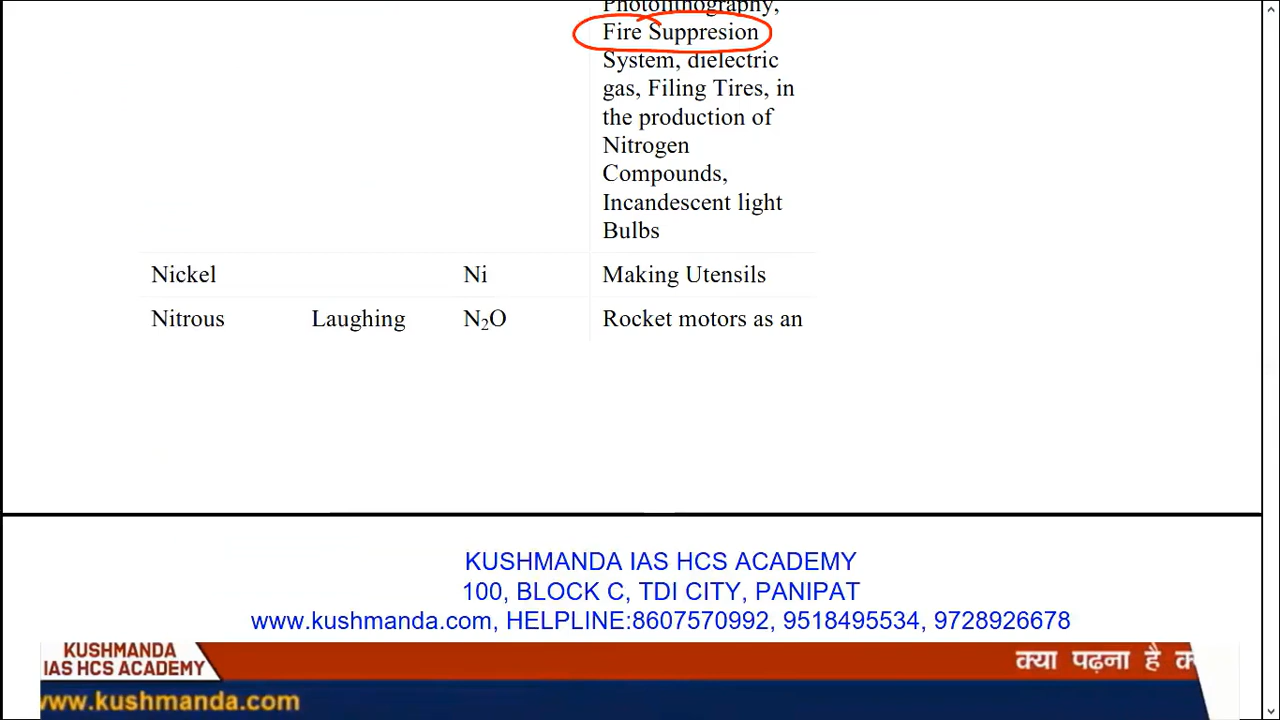 Photolithography,
Fire Suppresion
System, dielectric
gas, Filing Tires, in
the production of
Nitrogen
Compounds,
Incandescent light
Bulbs
Nickel Ni Making Utensils
Nitrous Laughing N₂O Rocket motors as an
KUSHMANDA IAS HCS ACADEMY
100, BLOCK C, TDI CITY, PANIPAT
www.kushmanda.com, HELPLINE:8607570992, 9518495534, 9728926678
KUSHMANDA
IAS HCS ACADEMY
क्या पढ़ना है
www.kushmanda.com